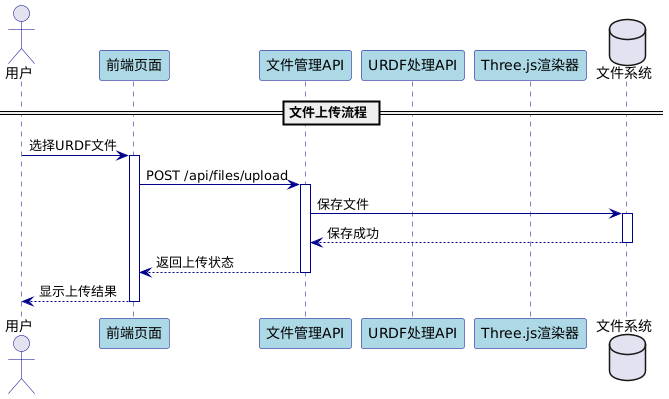 用户
前端页面
文件管理API
URDF处理API
Three.js渲染器
文件系统
文件上传流程
选择URDF文件
POST /api/files/upload
保存文件
保存成功
返回上传状态
显示上传结果
用户
前端页面
文件管理API
URDF处理API
Three.js渲染器
文件系统